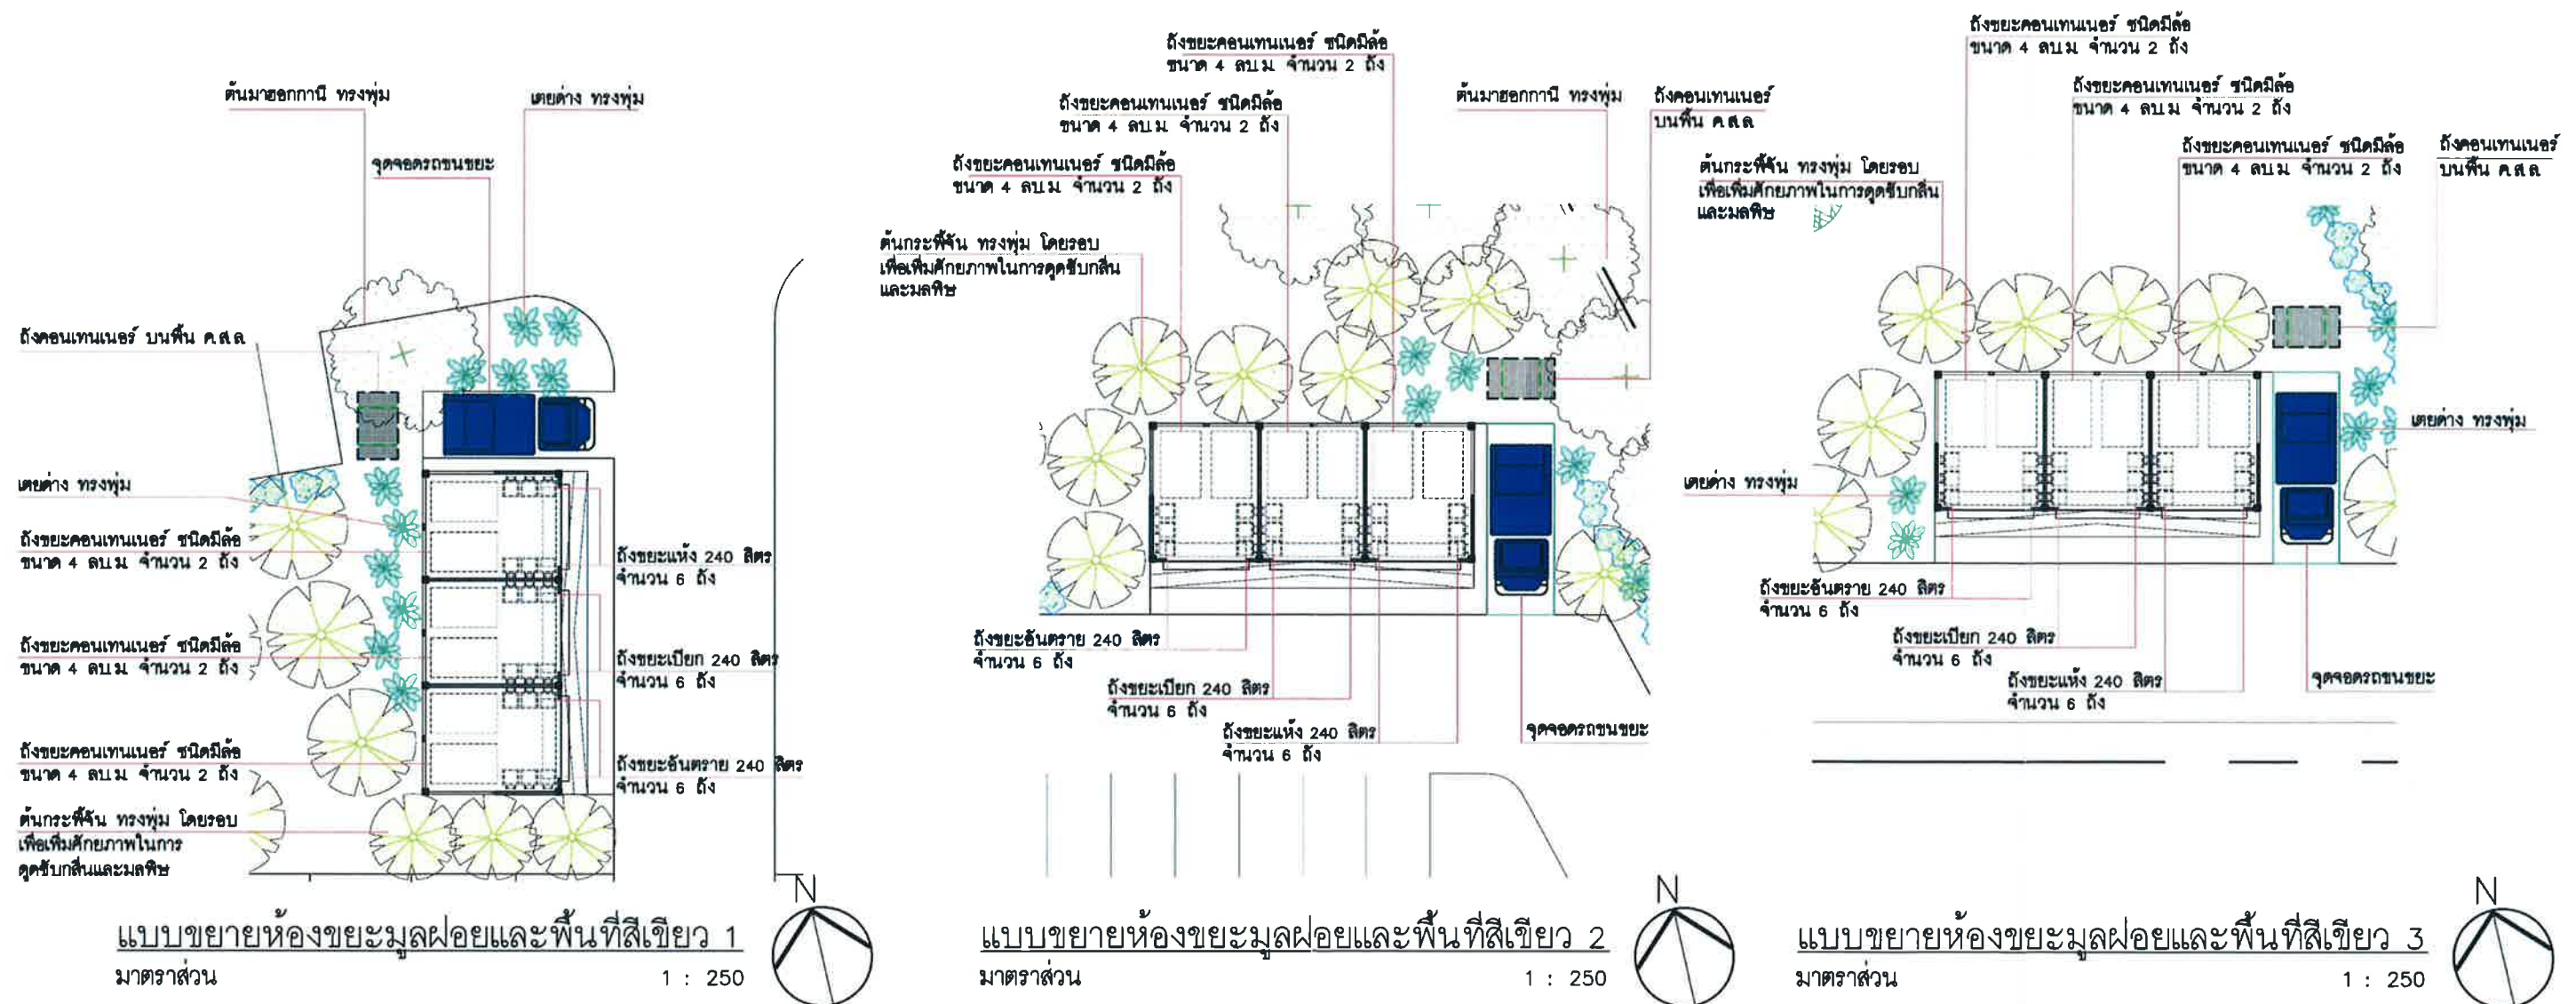 ต้นมาฮอกกานี ทรงพุ่ม
เตยด่าง ทรงพุ่ม
จุดจอดรถขนขยะ
ถังคอนเทนเนอร์ บนพื้น ค.ส.ล.
เตยด่าง ทรงพุ่ม
ถังขยะคอนเทนเนอร์ ชนิดมีล้อ
ขนาด 4 ลบ.ม. จำนวน 2 ถัง
ถังขยะแห้ง 240 ลิตร
จำนวน 6 ถัง
ถังขยะคอนเทนเนอร์ ชนิดมีล้อ
ขนาด 4 ลบ.ม. จำนวน 2 ถัง
ถังขยะเปียก 240 ลิตร
จำนวน 6 ถัง
ถังขยะคอนเทนเนอร์ ชนิดมีล้อ
ขนาด 4 ลบ.ม. จำนวน 2 ถัง
ถังขยะอันตราย 240 ลิตร
จำนวน 6 ถัง
ต้นกระพี้จั่น ทรงพุ่ม โดยรอบ
เพื่อเพิ่มศักยภาพในการ
ดูดซับกลิ่นและมลพิษ
N
แบบขยายห้องขยะมูลฝอยและพื้นที่สีเขียว 1
มาตราส่วน 1 : 250
ถังขยะคอนเทนเนอร์ ชนิดมีล้อ
ขนาด 4 ลบ.ม. จำนวน 2 ถัง
ถังขยะคอนเทนเนอร์ ชนิดมีล้อ
ขนาด 4 ลบ.ม. จำนวน 2 ถัง
ถังขยะคอนเทนเนอร์ ชนิดมีล้อ
ขนาด 4 ลบ.ม. จำนวน 2 ถัง
ต้นมาฮอกกานี ทรงพุ่ม
ถังคอนเทนเนอร์
บนพื้น ค.ส.ล.
ต้นกระพี้จั่น ทรงพุ่ม โดยรอบ
เพื่อเพิ่มศักยภาพในการดูดซับกลิ่น
และมลพิษ
ถังขยะอันตราย 240 ลิตร
จำนวน 6 ถัง
ถังขยะเปียก 240 ลิตร
จำนวน 6 ถัง
ถังขยะแห้ง 240 ลิตร
จำนวน 6 ถัง
จุดจอดรถขนขยะ
N
แบบขยายห้องขยะมูลฝอยและพื้นที่สีเขียว 2
มาตราส่วน 1 : 250
ถังขยะคอนเทนเนอร์ ชนิดมีล้อ
ขนาด 4 ลบ.ม. จำนวน 2 ถัง
ถังขยะคอนเทนเนอร์ ชนิดมีล้อ
ขนาด 4 ลบ.ม. จำนวน 2 ถัง
ถังขยะคอนเทนเนอร์ ชนิดมีล้อ
ขนาด 4 ลบ.ม. จำนวน 2 ถัง
ถังคอนเทนเนอร์
บนพื้น ค.ส.ล.
ต้นกระพี้จั่น ทรงพุ่ม โดยรอบ
เพื่อเพิ่มศักยภาพในการดูดซับกลิ่น
และมลพิษ
เตยด่าง ทรงพุ่ม
เตยด่าง ทรงพุ่ม
ถังขยะอันตราย 240 ลิตร
จำนวน 6 ถัง
ถังขยะเปียก 240 ลิตร
จำนวน 6 ถัง
ถังขยะแห้ง 240 ลิตร
จำนวน 6 ถัง
จุดจอดรถขนขยะ
N
แบบขยายห้องขยะมูลฝอยและพื้นที่สีเขียว 3
มาตราส่วน 1 : 250